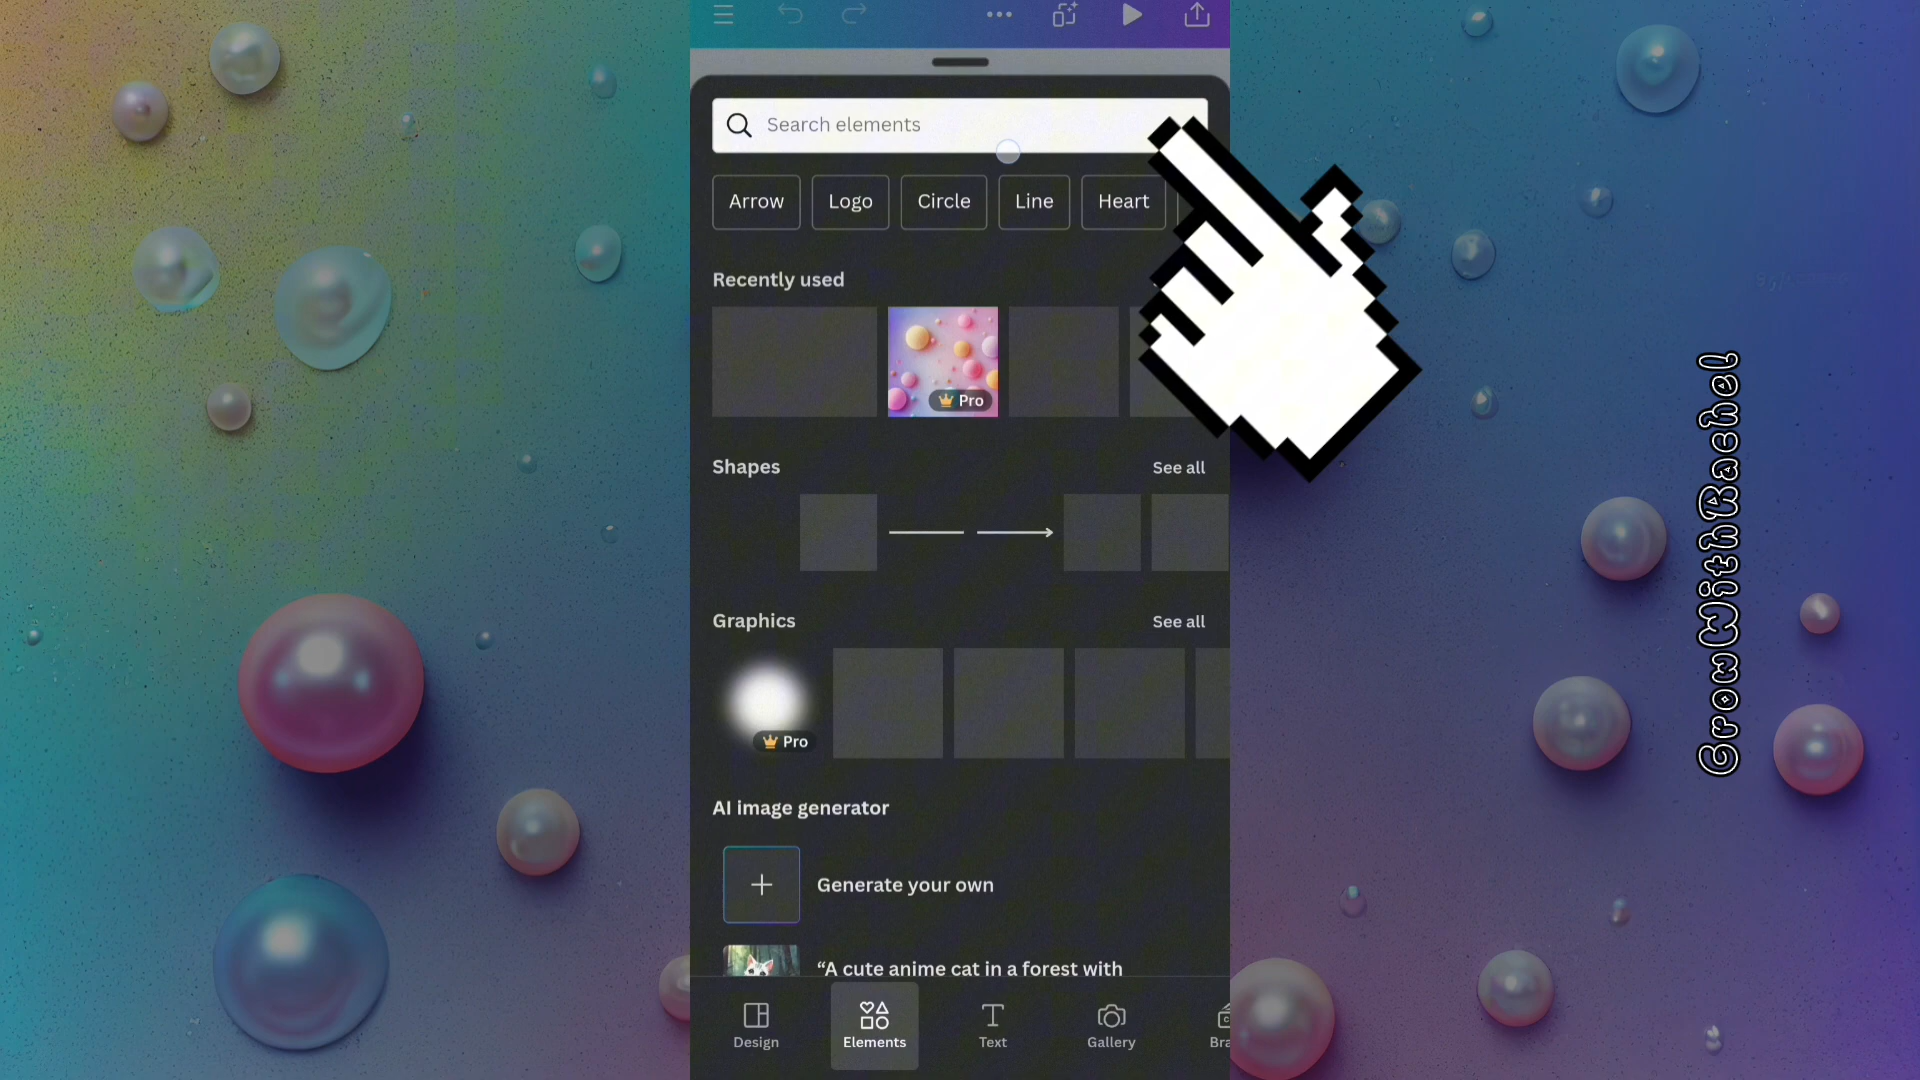 Search elements
Arrow
Logo
Circle
Line
Heart
Recently used
Pro
Shapes
See all
Graphics
See all
Pro
AI image generator
Generate your own
“A cute anime cat in a forest with
Design
Elements
Text
Gallery
GrowWithRachel